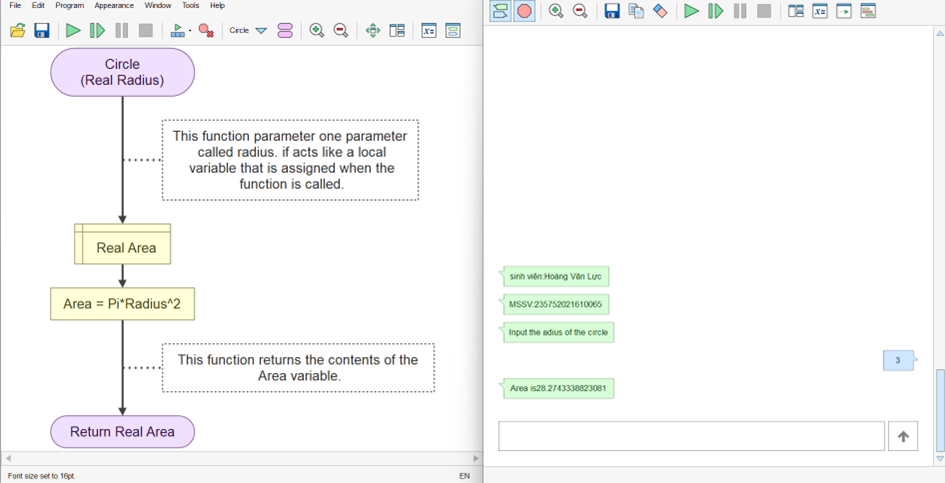 File Edit Program Appearance Window Tools Help
Circle
Circle
(Real Radius)
This function parameter one parameter
called radius. if acts like a local
variable that is assigned when the
function is called.
Real Area
Area = Pi*Radius^2
This function returns the contents of the
Area variable.
Return Real Area
Font size set to 16pt.
EN
sinh viên:Hoàng Văn Lực
MSSV:235752021610065
Input the adius of the circle
3
Area is28.2743338823081